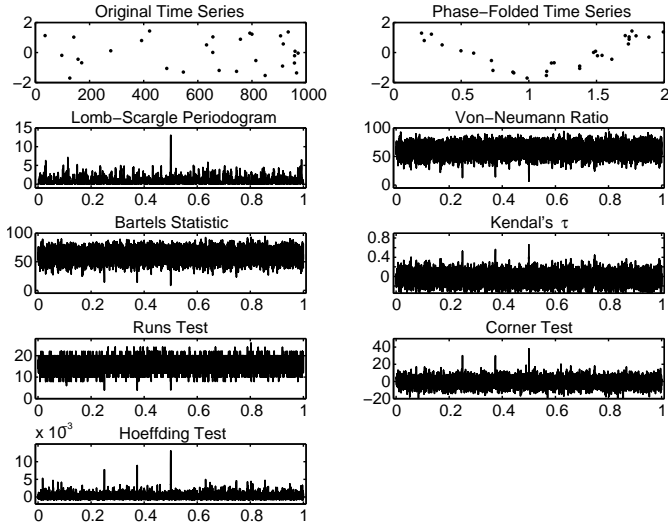 Original Time Series
Phase−Folded Time Series
2
0
−2
0 200 400 600 800 1000
2
0
−2
0 0.5 1 1.5 2
Lomb−Scargle Periodogram
Von−Neumann Ratio
15
10
5
0
0 0.2 0.4 0.6 0.8 1
100
50
0
0 0.2 0.4 0.6 0.8 1
Bartels Statistic
Kendal's τ
100
50
0
0 0.2 0.4 0.6 0.8 1
0.8
0.4
0
0 0.2 0.4 0.6 0.8 1
Runs Test
Corner Test
20
10
0
0 0.2 0.4 0.6 0.8 1
40
20
0
−20
0 0.2 0.4 0.6 0.8 1
x 10⁻³
Hoeffding Test
10
5
0
0 0.2 0.4 0.6 0.8 1